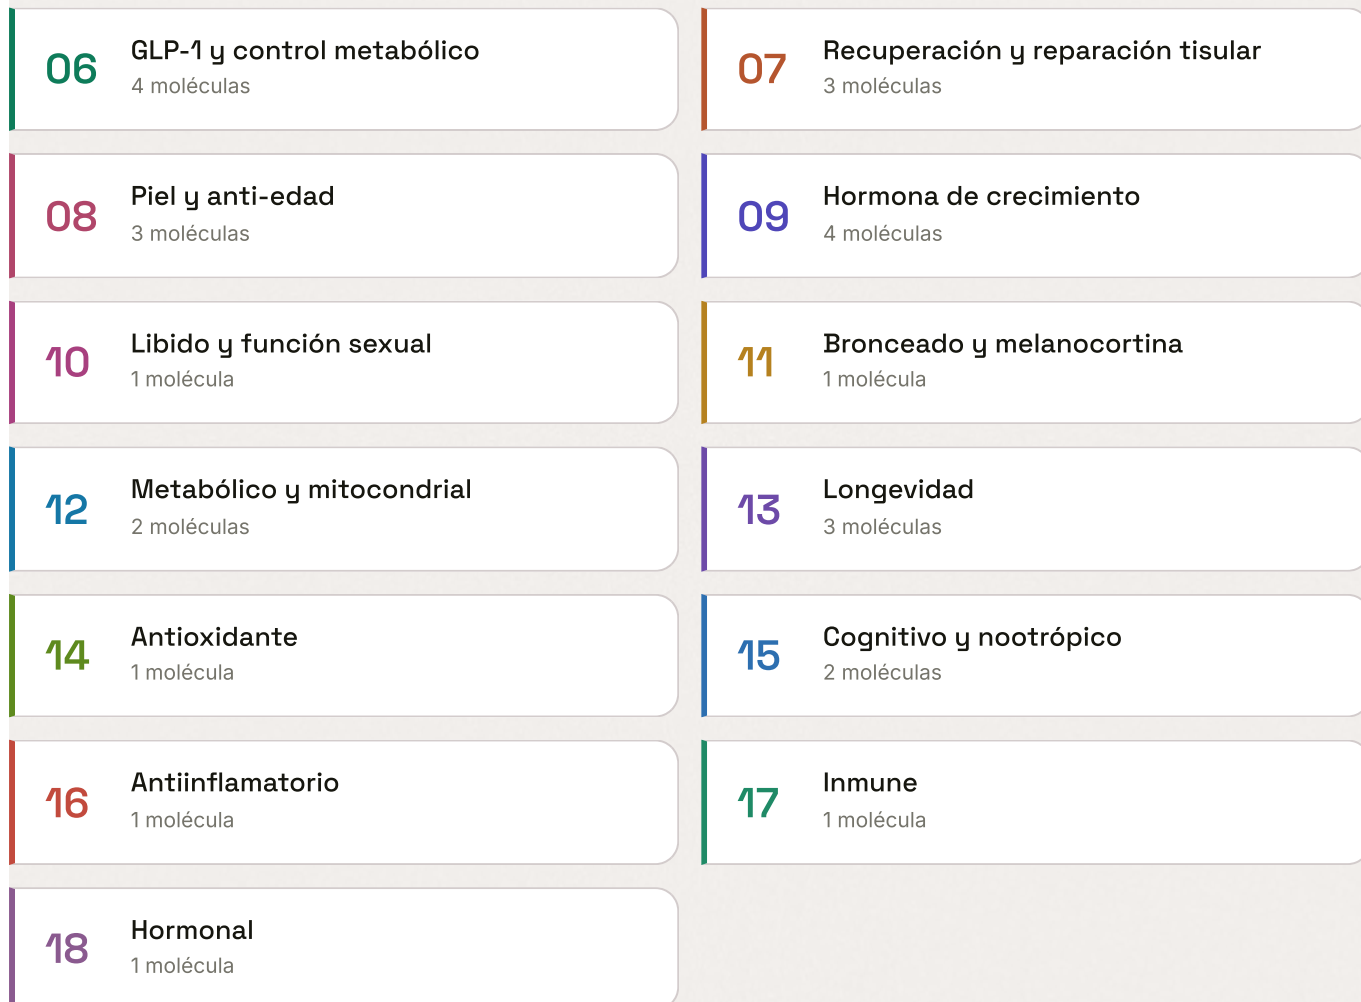 06
GLP-1 y control metabólico
4 moléculas
07
Recuperación y reparación tisular
3 moléculas
08
Piel y anti-edad
3 moléculas
09
Hormona de crecimiento
4 moléculas
10
Libido y función sexual
1 molécula
11
Bronceado y melanocortina
1 molécula
12
Metabólico y mitocondrial
2 moléculas
13
Longevidad
3 moléculas
14
Antioxidante
1 molécula
15
Cognitivo y nootrópico
2 moléculas
16
Antiinflamatorio
1 molécula
17
Inmune
1 molécula
18
Hormonal
1 molécula